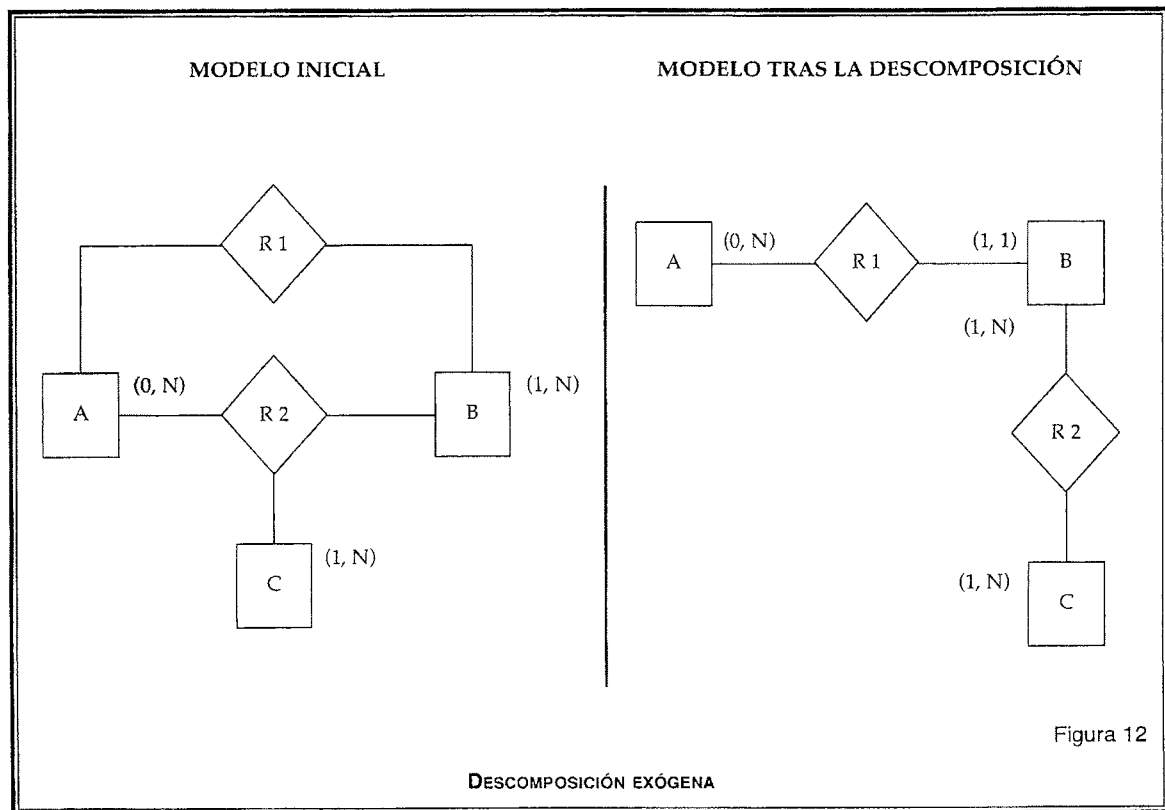 MODELO INICIAL
MODELO TRAS LA DESCOMPOSICIÓN
R 1
A
(0, N)
R 2
B
(1, N)
C
(1, N)
A
(0, N)
R 1
(1, 1)
B
(1, N)
R 2
(1, N)
C
Figura 12
DESCOMPOSICIÓN EXÓGENA